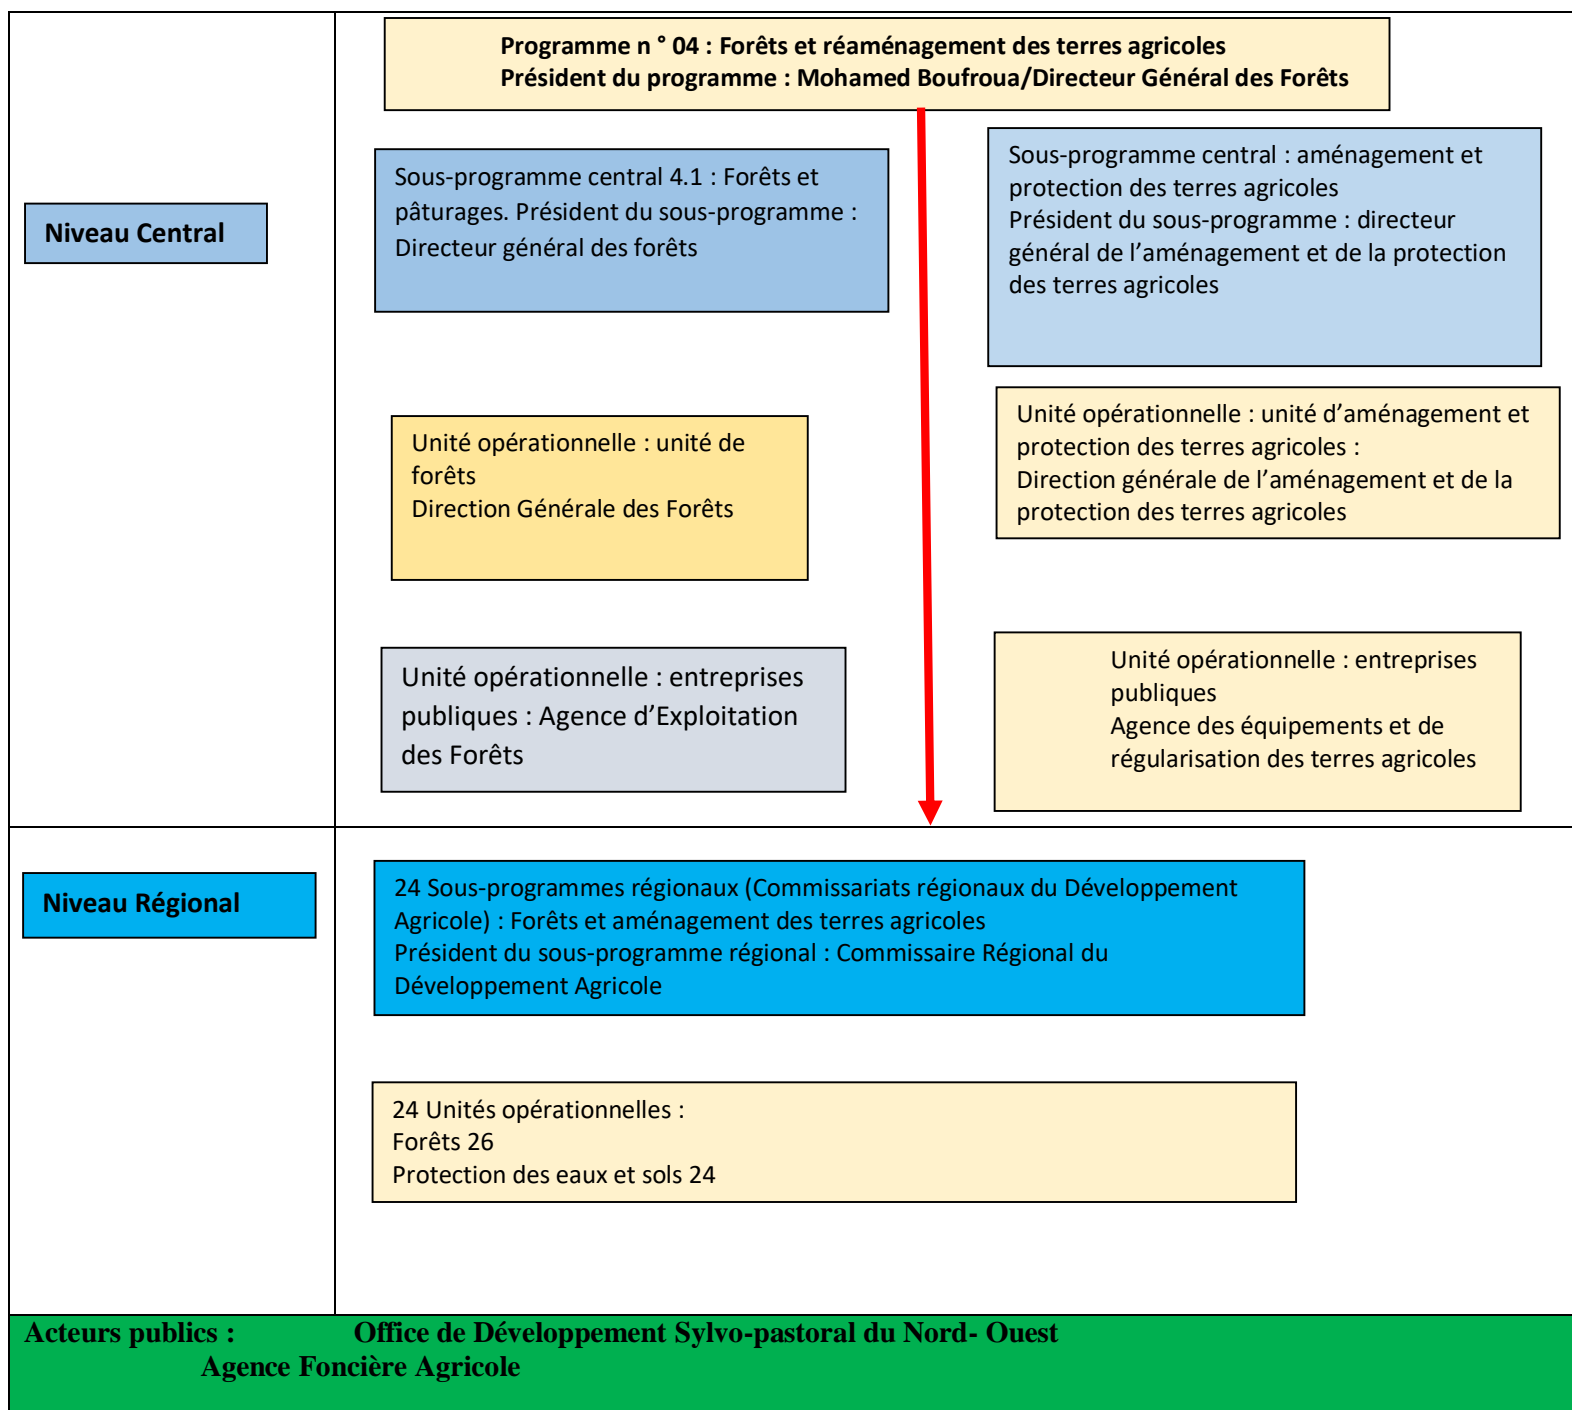 Programme n ° 04 : Forêts et réaménagement des terres agricoles
Président du programme : Mohamed Boufroua/Directeur Général des Forêts
Niveau Central
Sous-programme central 4.1 : Forêts et
pâturages. Président du sous-programme :
Directeur général des forêts
Sous-programme central : aménagement et
protection des terres agricoles
Président du sous-programme : directeur
général de l’aménagement et de la protection
des terres agricoles
Unité opérationnelle : unité de
forêts
Direction Générale des Forêts
Unité opérationnelle : unité d’aménagement et
protection des terres agricoles :
Direction générale de l’aménagement et de la
protection des terres agricoles
Unité opérationnelle : entreprises
publiques : Agence d’Exploitation
des Forêts
Unité opérationnelle : entreprises
publiques
Agence des équipements et de
régularisation des terres agricoles
Niveau Régional
24 Sous-programmes régionaux (Commissariats régionaux du Développement
Agricole) : Forêts et aménagement des terres agricoles
Président du sous-programme régional : Commissaire Régional du
Développement Agricole
24 Unités opérationnelles :
Forêts 26
Protection des eaux et sols 24
Acteurs publics : Office de Développement Sylvo-pastoral du Nord- Ouest
Agence Foncière Agricole